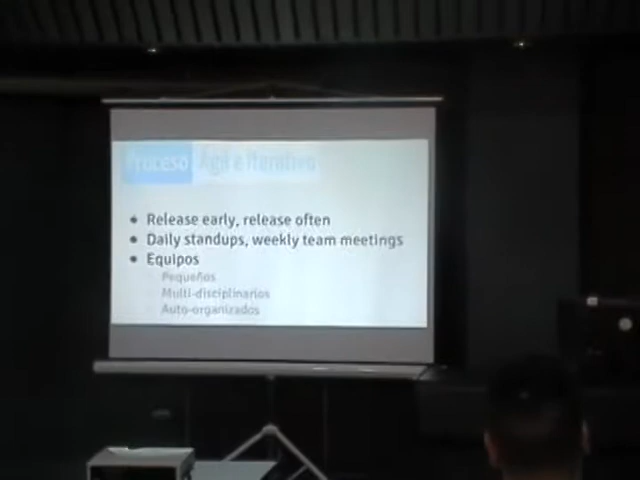 Proceso Ágil e Iterativo
• Release early, release often
• Daily standups, weekly team meetings
• Equipos
Pequeños
Multi-disciplinarios
Auto-organizados